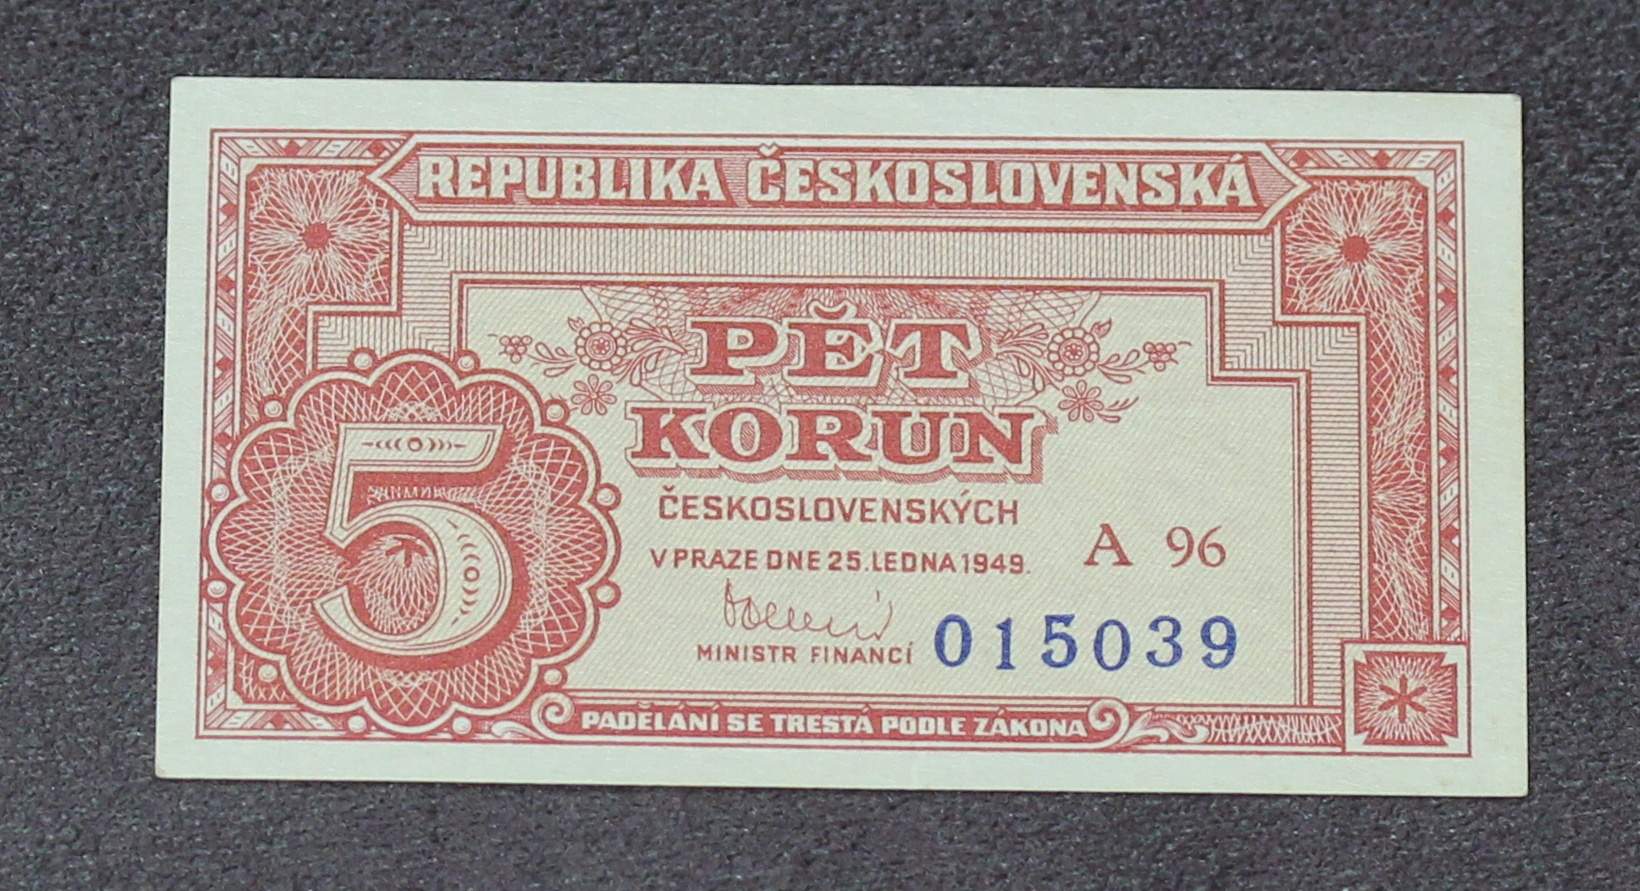 REPUBLIKA ČESKOSLOVENSKÁ
PĚT
KORUN
ČESKOSLOVENSKÝCH
V PRAZE DNE 25. LEDNA 1949.
A 96
5
MINISTR FINANCÍ
015039
PADĚLÁNÍ SE TRESTÁ PODLE ZÁKONA